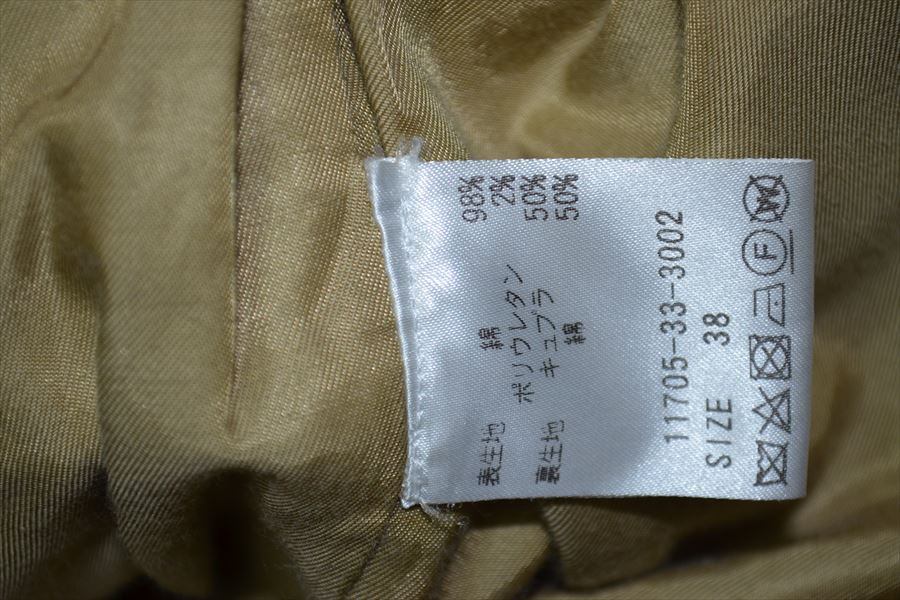 表生地 綿 98%
ポリウレタン 2%
裏生地 キュプラ 50%
綿 50%
11705-33-3002
SIZE 38
W
F